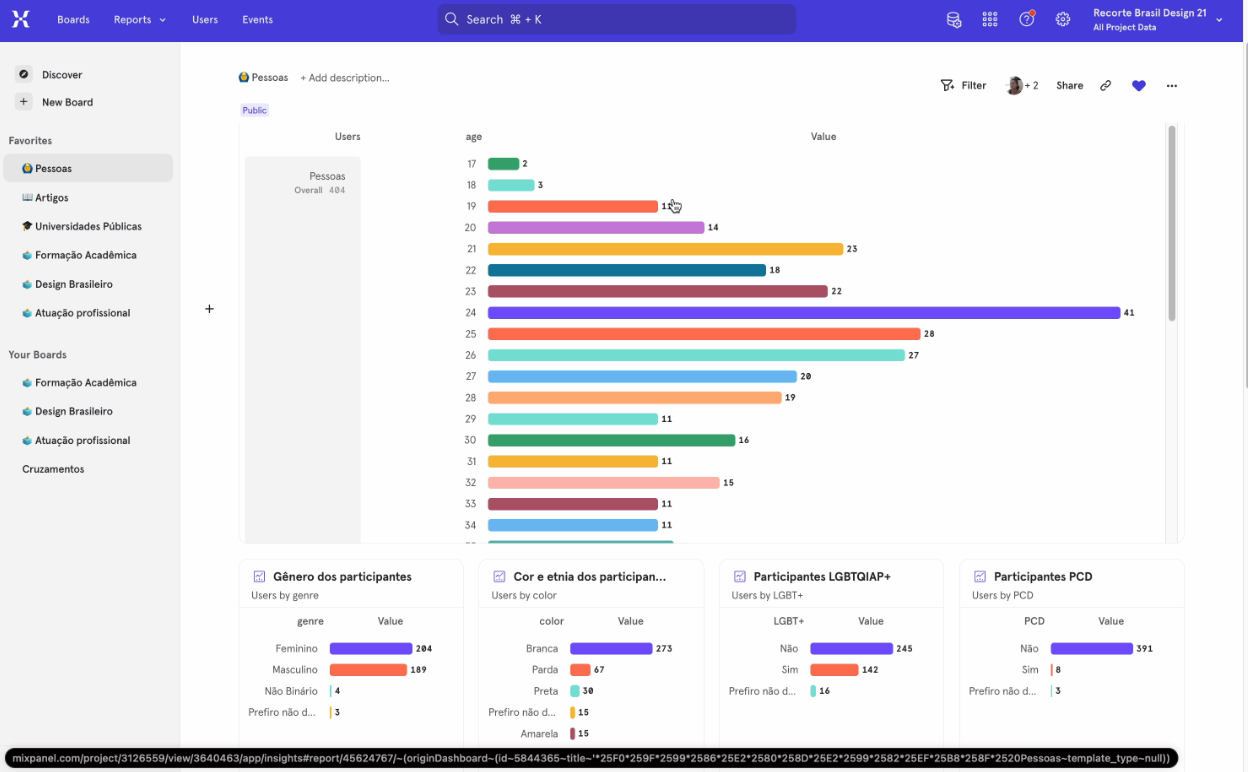 Boards Reports Users Events Search ⌘ + K Recorte Brasil Design 21
All Project Data
Discover
New Board
Favorites
Pessoas
Artigos
Universidades Públicas
Formação Acadêmica
Design Brasileiro
Atuação profissional
Your Boards
Formação Acadêmica
Design Brasileiro
Atuação profissional
Cruzamentos
Pessoas + Add description...
Filter + 2 Share
Public
Users age Value
Pessoas
Overall 404
17 2
18 3
19 11
20 14
21 23
22 18
23 22
24 41
25 28
26 27
27 20
28 19
29 11
30 16
31 11
32 15
33 11
34 11
Gênero dos participantes
Users by genre
genre Value
Feminino 204
Masculino 189
Não Binário 4
Prefiro não d... 3
Cor e etnia dos participan...
Users by color
color Value
Branca 273
Parda 67
Preta 30
Prefiro não d... 15
Amarela 15
Participantes LGBTQIAP+
Users by LGBT+
LGBT+ Value
Não 245
Sim 142
Prefiro não d... 16
Participantes PCD
Users by PCD
PCD Value
Não 391
Sim 8
Prefiro não d... 3
mixpanel.com/project/3126559/view/3640463/app/insights#report/45624767/~(originDashboard~(id~5844365~title~'*25F0*259F*2599*2586*25E2*2580*258D*25E2*2599*2582*25EF*25B8*258F*2520Pessoas~template_type~null))